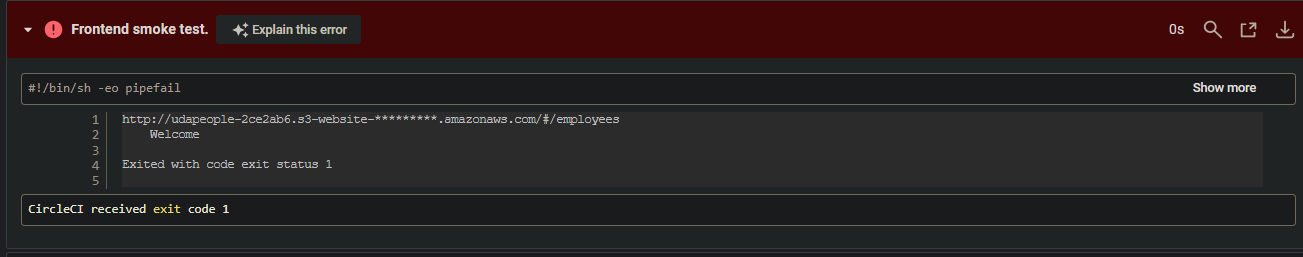 Frontend smoke test. Explain this error 0s
#!/bin/sh -eo pipefail Show more
1 http://udapeople-2ce2ab6.s3-website-*********.amazonaws.com/#/employees
2 Welcome
3
4 Exited with code exit status 1
5
CircleCI received exit code 1